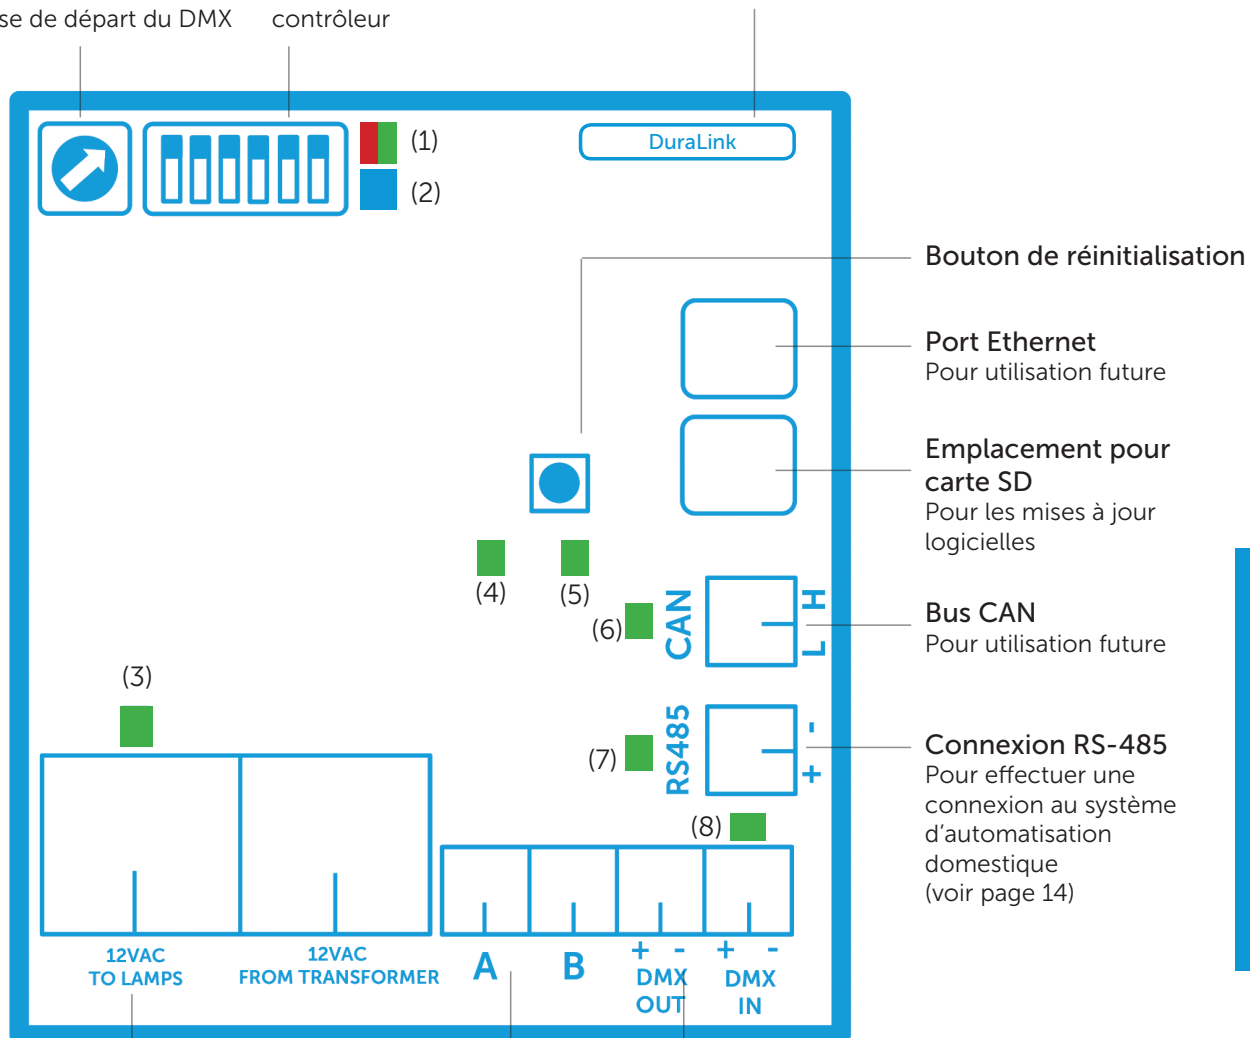 se de départ du DMX
contrôleur
(1)
DuraLink
(2)
Bouton de réinitialisation
Port Ethernet
Pour utilisation future
Emplacement pour
carte SD
Pour les mises à jour
logicielles
(4)
(5)
(6)
CAN
H
L
Bus CAN
Pour utilisation future
(3)
(7)
RS485
-
+
Connexion RS-485
Pour effectuer une
connexion au système
d'automatisation
domestique
(voir page 14)
(8)
12VAC
TO LAMPS
12VAC
FROM TRANSFORMER
A
B
+ -
DMX
OUT
+ -
DMX
IN